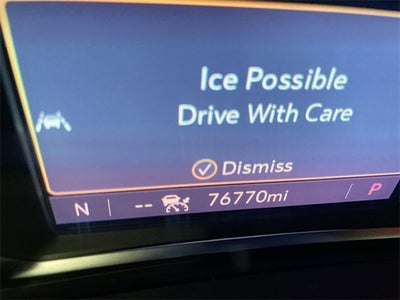 Ice Possible
Drive With Care
Dismiss
N -- 76770mi P